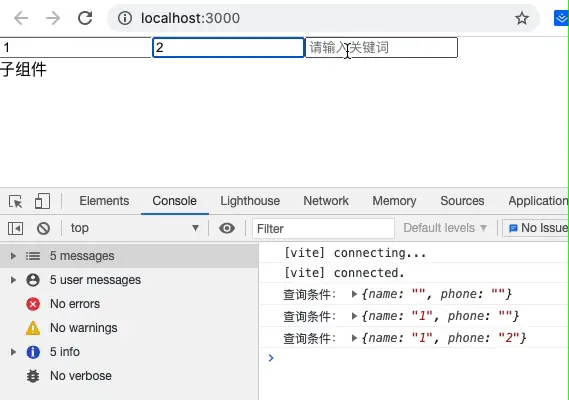 localhost:3000
1 2 请输入关键词
子组件
Elements Console Lighthouse Network Memory Sources Application
top Filter Default levels No Issue
5 messages
5 user messages
No errors
No warnings
5 info
No verbose
[vite] connecting...
[vite] connected.
查询条件: {name: "", phone: ""}
查询条件: {name: "1", phone: ""}
查询条件: {name: "1", phone: "2"}